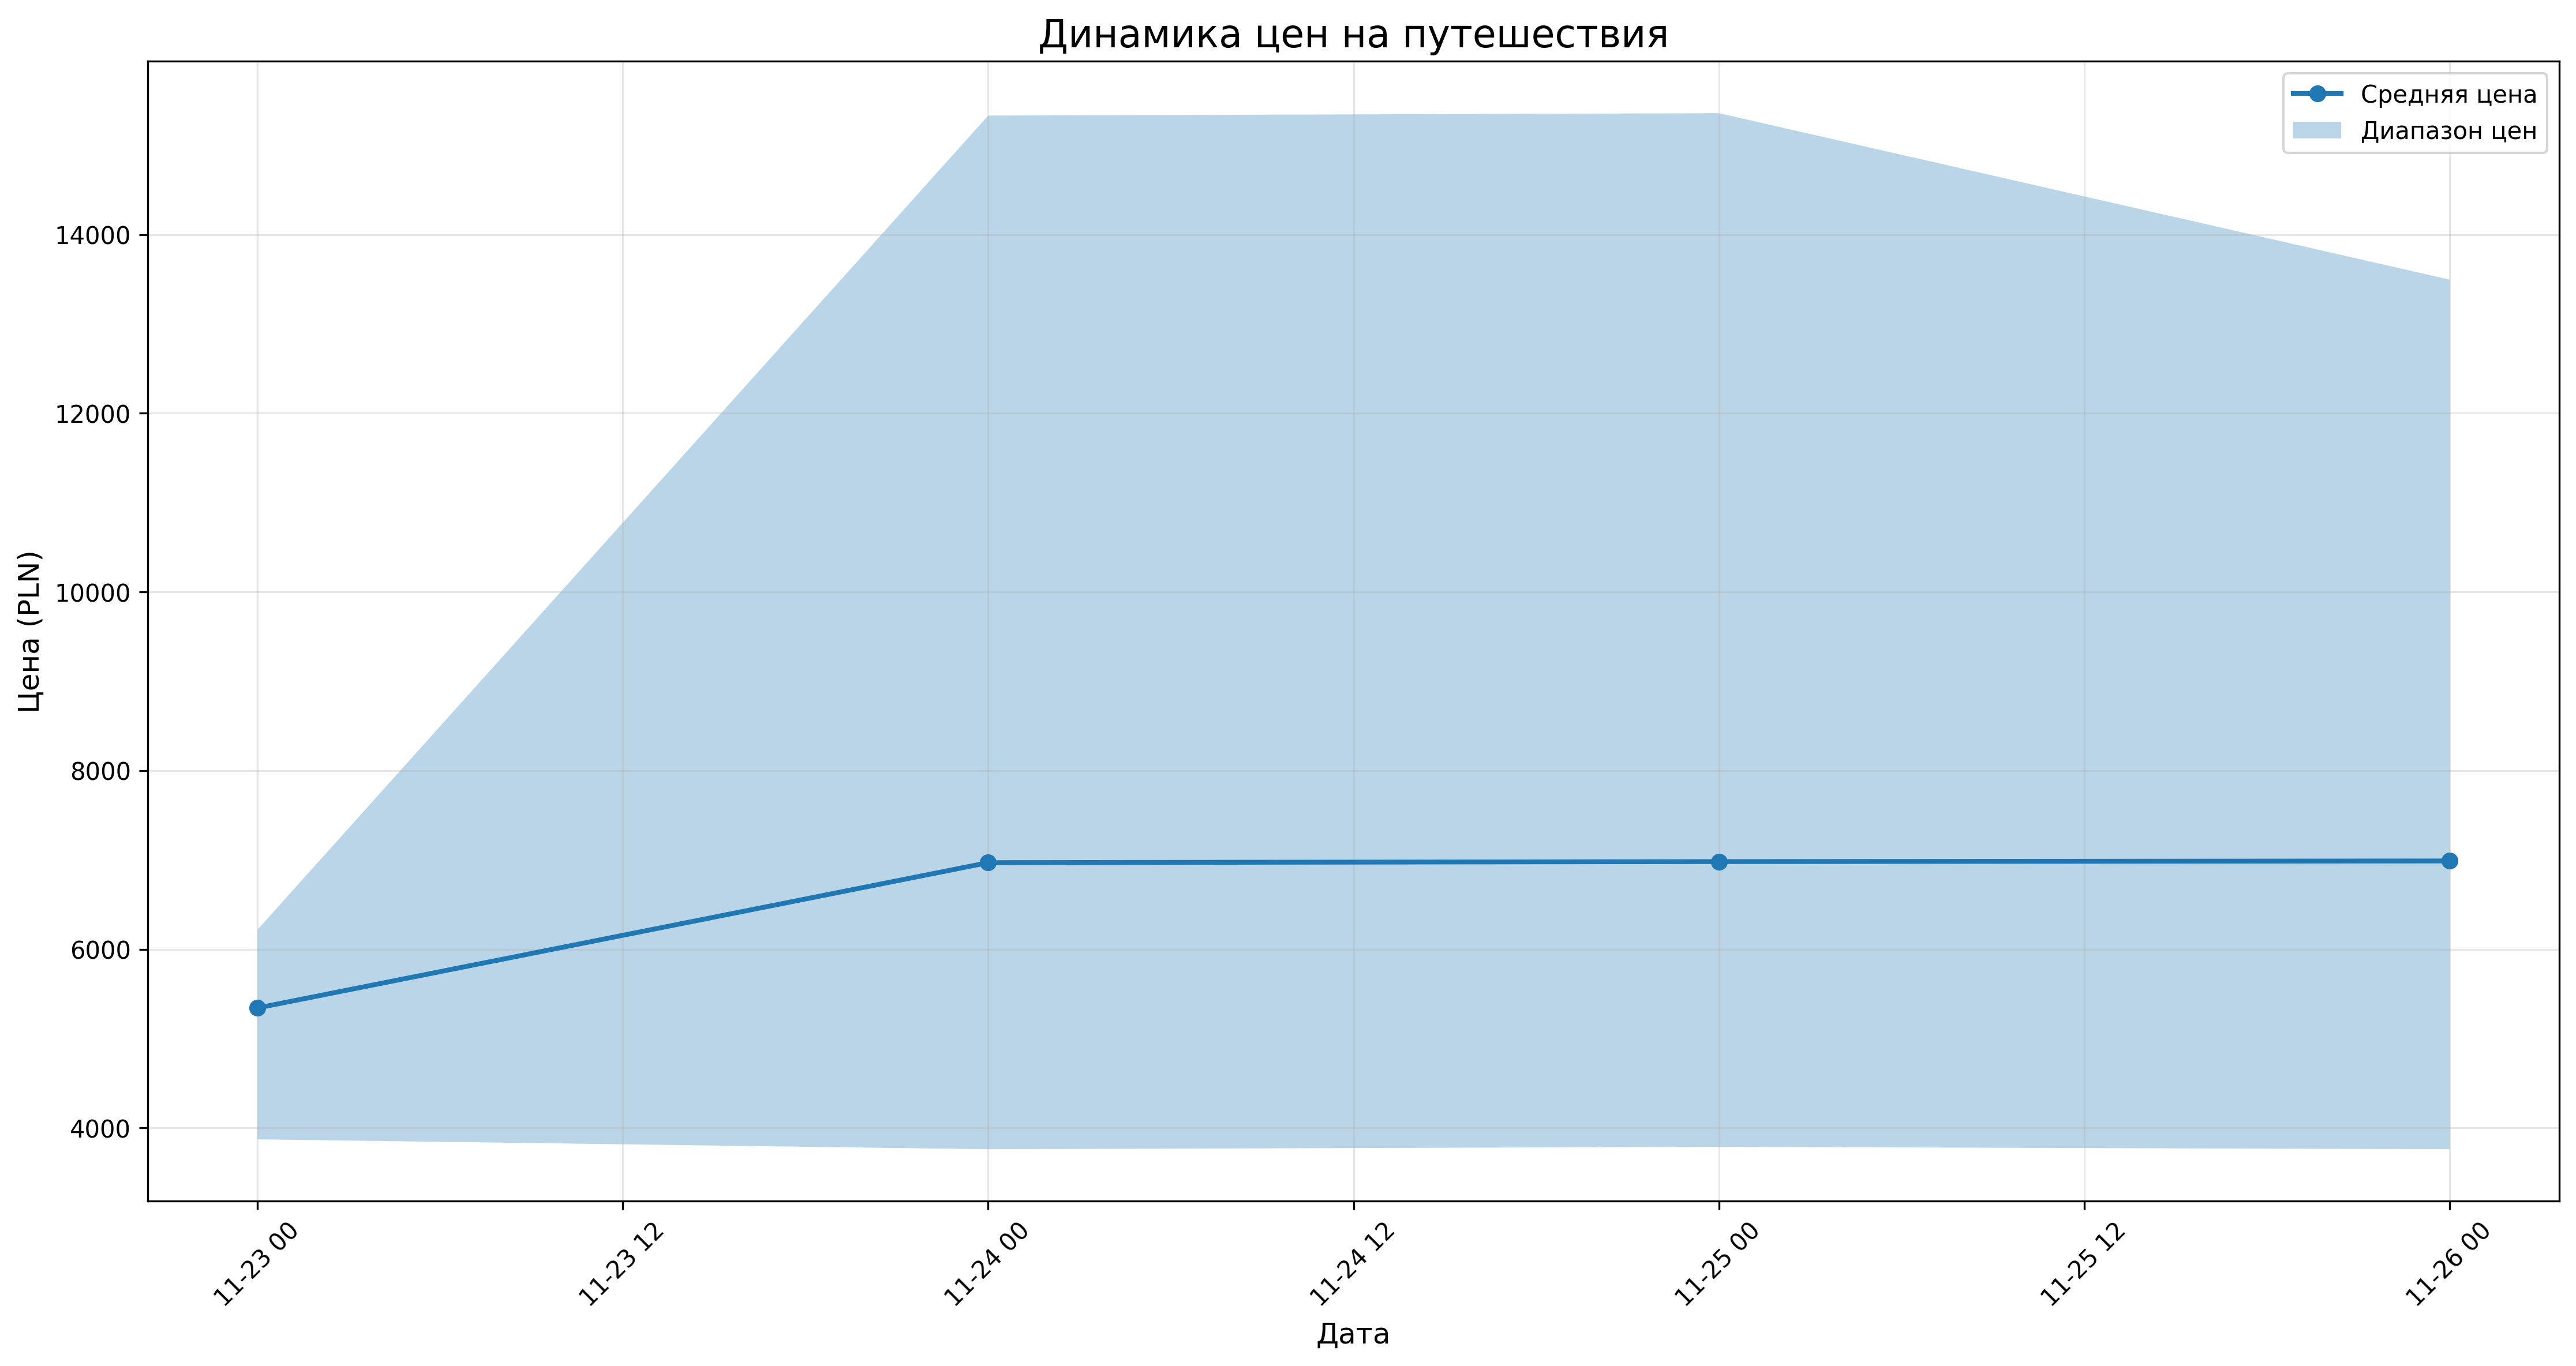 Динамика цен на путешествия
Средняя цена
Диапазон цен
Цена (PLN)
14000
12000
10000
8000
6000
4000
11-23 00
11-23 12
11-24 00
11-24 12
11-25 00
11-25 12
11-26 00
Дата